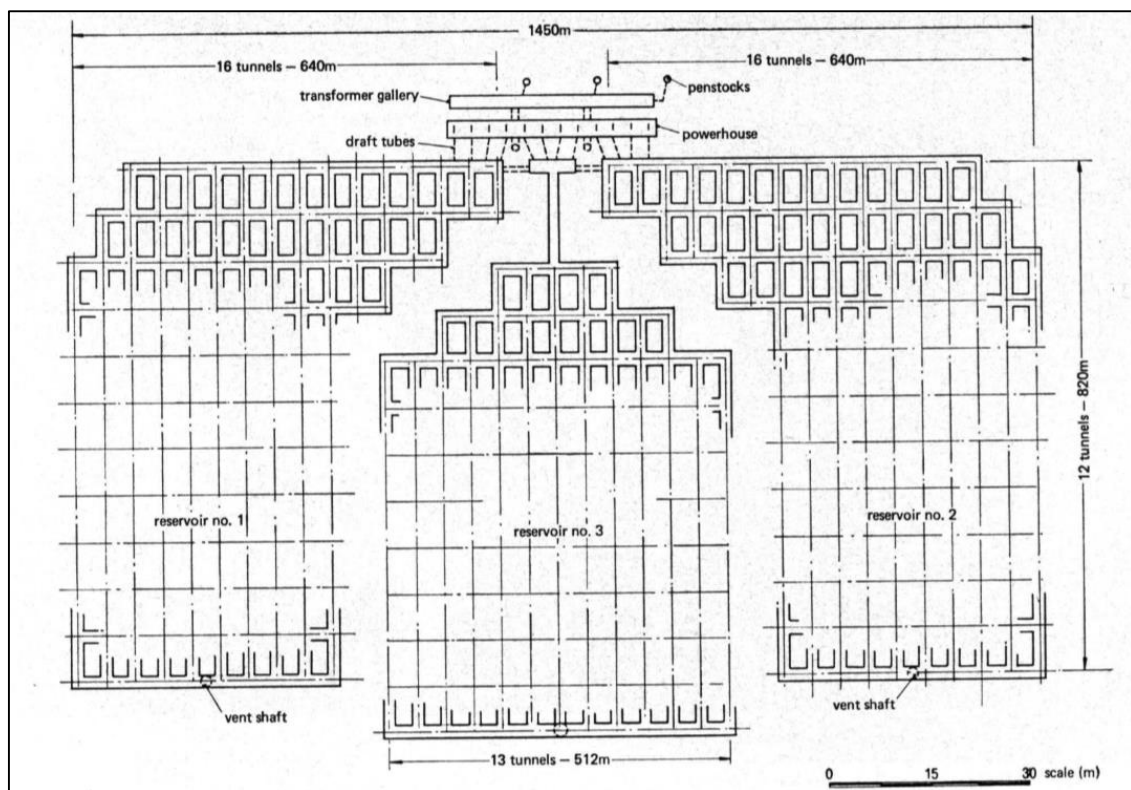 1450m
16 tunnels – 640m
16 tunnels – 640m
transformer gallery
penstocks
powerhouse
draft tubes
12 tunnels – 820m
reservoir no. 1
reservoir no. 3
reservoir no. 2
vent shaft
vent shaft
13 tunnels – 512m
0 15 30 scale (m)